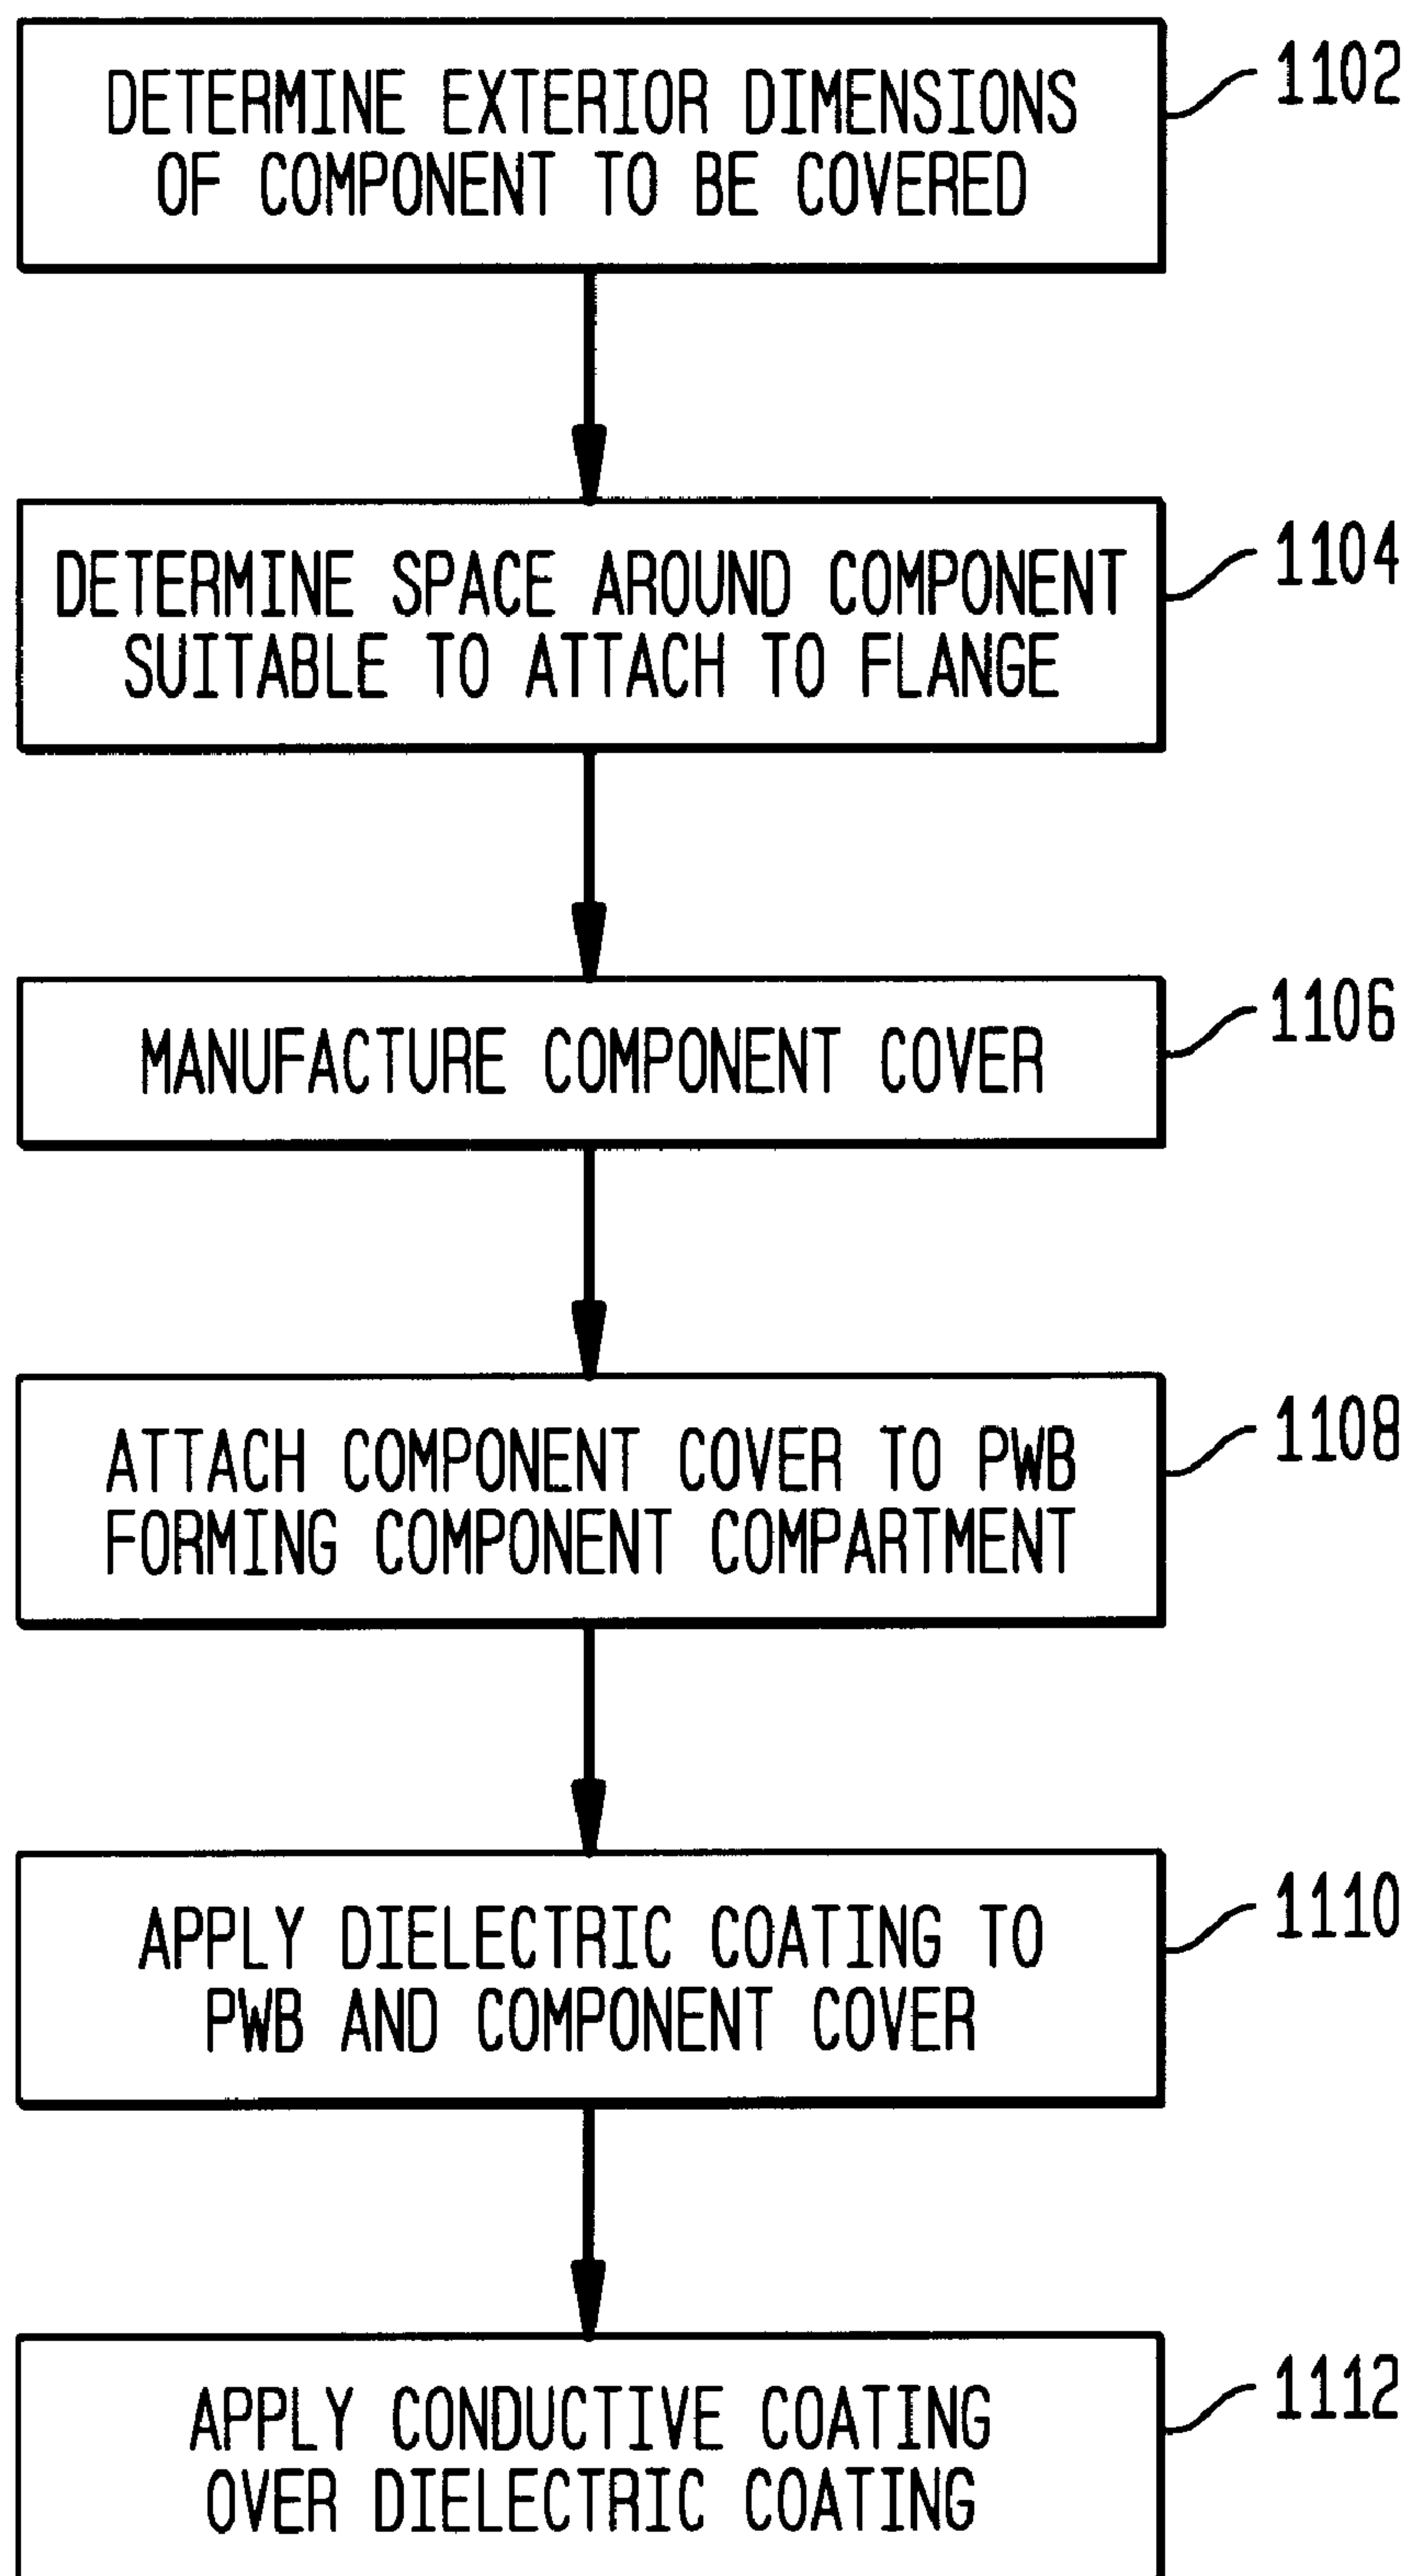 DETERMINE EXTERIOR DIMENSIONS
OF COMPONENT TO BE COVERED
1102
DETERMINE SPACE AROUND COMPONENT
SUITABLE TO ATTACH TO FLANGE
1104
MANUFACTURE COMPONENT COVER
1106
ATTACH COMPONENT COVER TO PWB
FORMING COMPONENT COMPARTMENT
1108
APPLY DIELECTRIC COATING TO
PWB AND COMPONENT COVER
1110
APPLY CONDUCTIVE COATING
OVER DIELECTRIC COATING
1112